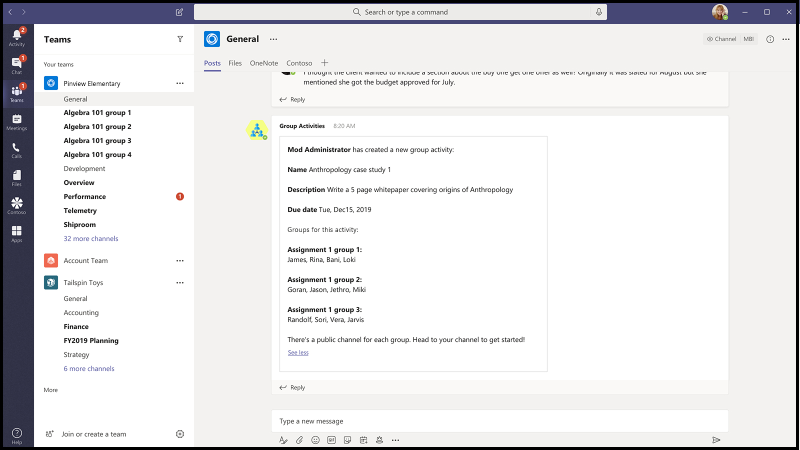 Search or type a command
2
Activity
1
Chat
1
Teams
Meetings
Calls
Files
Contoso
Apps
Help
Teams
Your teams
Pinview Elementary
General
Algebra 101 group 1
Algebra 101 group 2
Algebra 101 group 3
Algebra 101 group 4
Development
Overview
Performance 1
Telemetry
Shiproom
32 more channels
Account Team
Tailspin Toys
General
Accounting
Finance
FY2019 Planning
Strategy
6 more channels
More
Join or create a team
General
Channel MBI
Posts Files OneNote Contoso
I thought the client wanted to include a section about the buy one get one offer as well! Originally it was slated for August but she
mentioned she got the budget approved for July.
Reply
Group Activities 8:20 AM
Mod Administrator has created a new group activity:
Name Anthropology case study 1
Description Write a 5 page whitepaper covering origins of Anthropology
Due date Tue, Dec15, 2019
Groups for this activity:
Assignment 1 group 1:
James, Rina, Bani, Loki
Assignment 1 group 2:
Goran, Jason, Jethro, Miki
Assignment 1 group 3:
Randolf, Sori, Vera, Jarvis
There's a public channel for each group. Head to your channel to get started!
See less
Reply
Type a new message
GIF